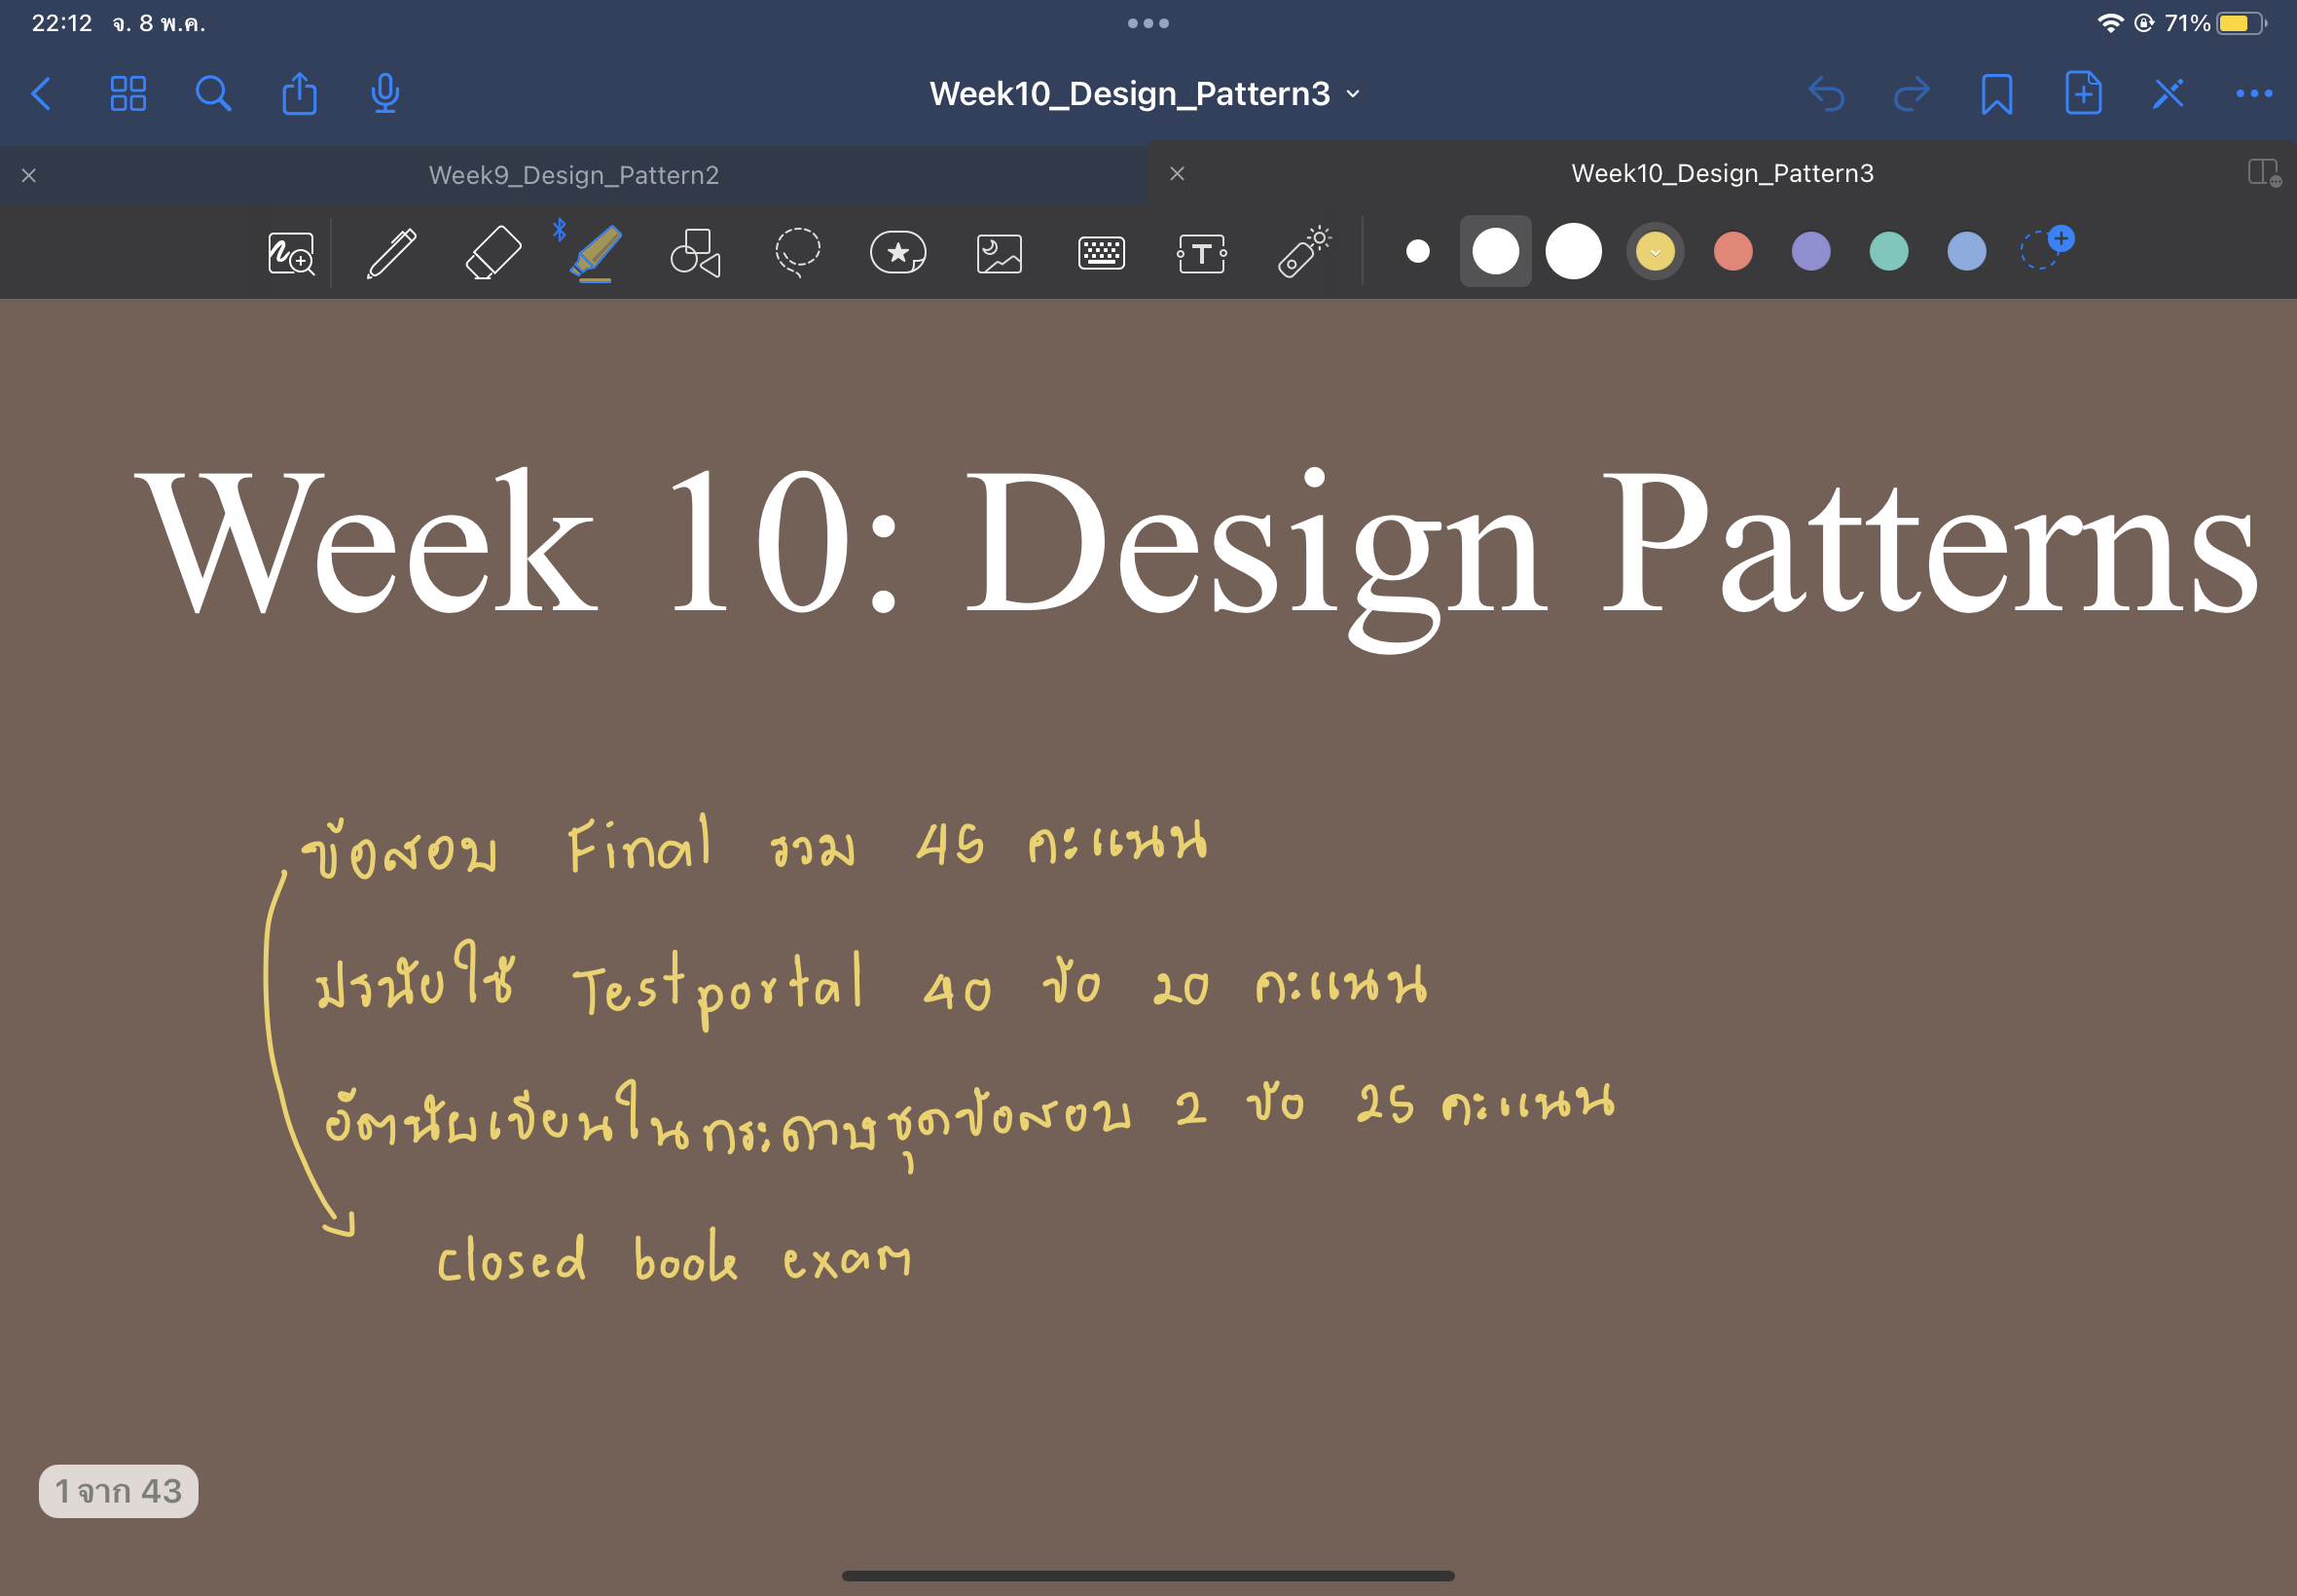 22:12 จ. 8 พ.ค. 71%
Week10_Design_Pattern3
Week9_Design_Pattern2 Week10_Design_Pattern3
Week 10: Design Patterns
ข้อสอบ Final รวม 45 คะแนน
ปรนัยใช้ Testportal 40 ข้อ 20 คะแนน
อัตนัยเขียนในกระดาษชุดข้อสอบ 2 ข้อ 25 คะแนน
closed book exam
1 จาก 43